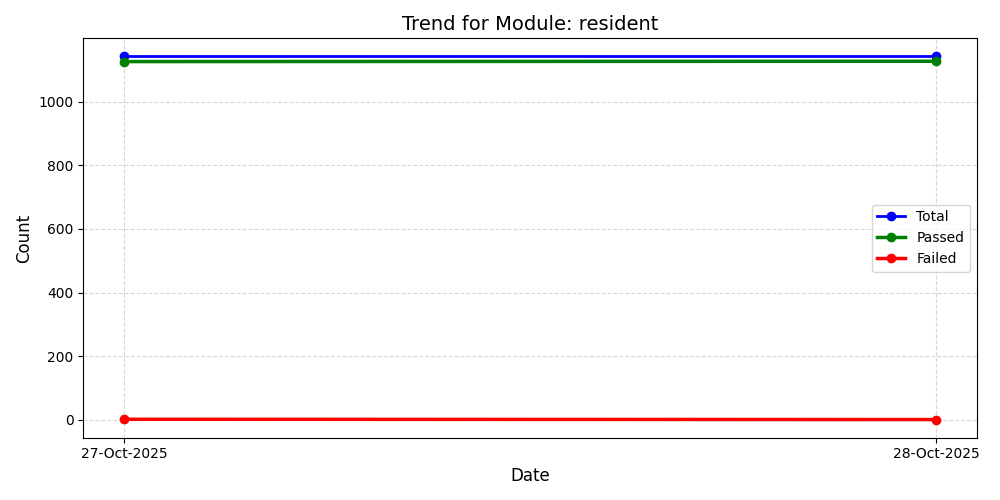 Trend for Module: resident
Count
1000
800
600
400
200
0
Total
Passed
Failed
27-Oct-2025
28-Oct-2025
Date